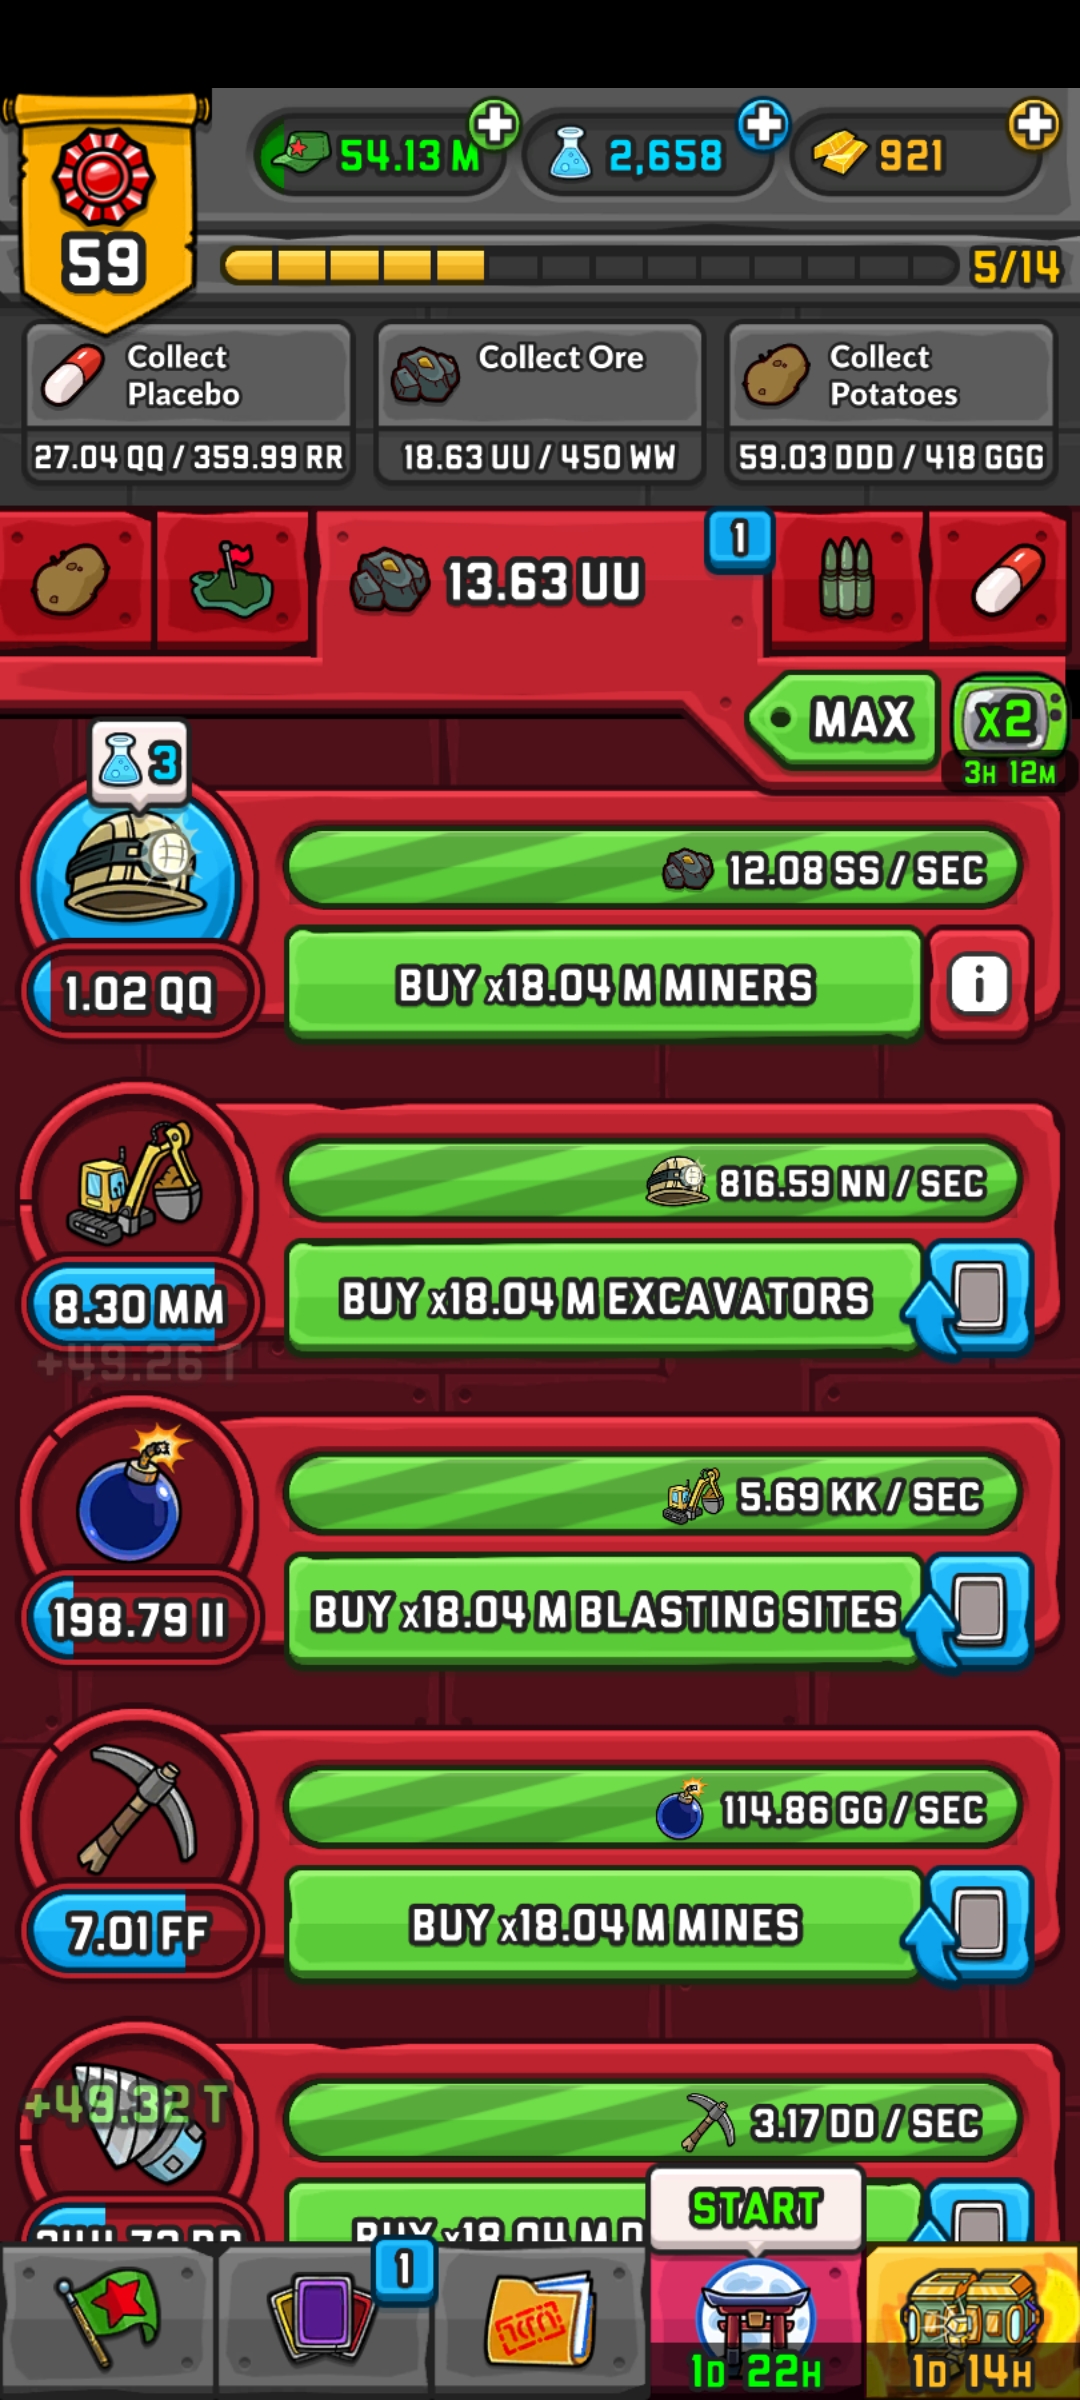 54.13 M
2,658
921
59
5/14
Collect
Placebo
27.04 QQ / 359.99 RR
Collect Ore
18.63 UU / 450 WW
Collect
Potatoes
59.03 DDD / 418 GGG
13.63 UU
1
MAX
x2
3H 12M
3
12.08 SS / SEC
1.02 QQ
BUY x18.04 M MINERS
i
816.59 NN / SEC
8.30 MM
BUY x18.04 M EXCAVATORS
+49.26 T
5.69 KK / SEC
198.79 II
BUY x18.04 M BLASTING SITES
114.86 GG / SEC
7.01 FF
BUY x18.04 M MINES
+49.32 T
3.17 DD / SEC
BUY x18.04 M
START
1
1D 22H
1D 14H